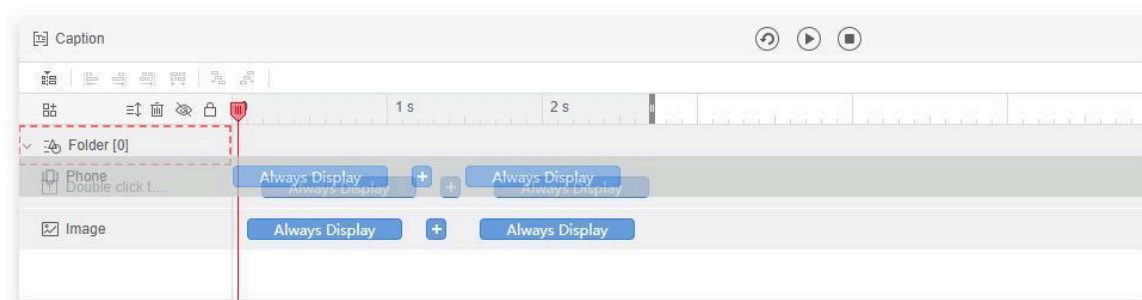 Caption
1 s 2 s
Folder [0]
Phone Always Display + Always Display
Double click t... Always Display + Always Display
Image Always Display + Always Display